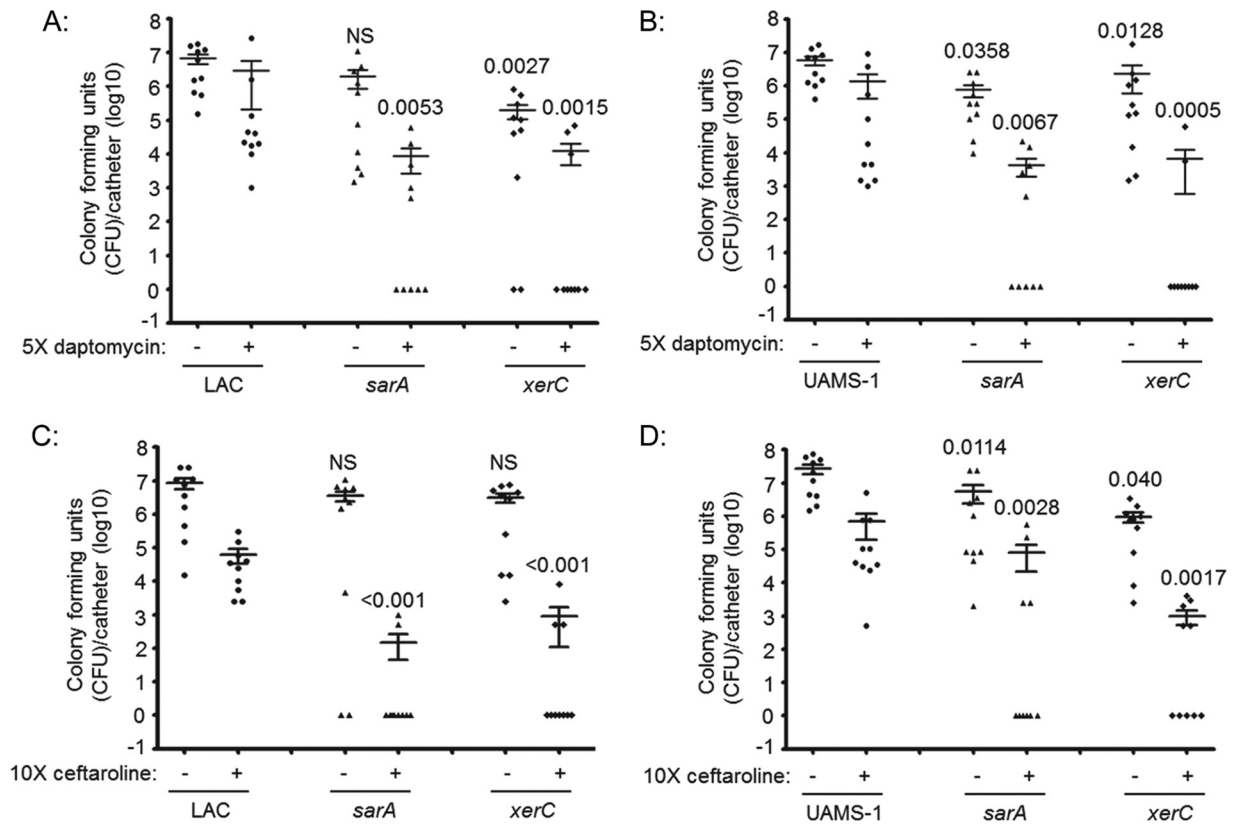 A:
Colony forming units
(CFU)/catheter (log10)
8
7
6
5
4
3
2
1
0
-1
NS
0.0053
0.0027
0.0015
5X daptomycin: - + - + - +
LAC sarA xerC
B:
Colony forming units
(CFU)/catheter (log10)
8
7
6
5
4
3
2
1
0
-1
0.0358
0.0067
0.0128
0.0005
5X daptomycin: - + - + - +
UAMS-1 sarA xerC
C:
Colony forming units
(CFU)/catheter (log10)
8
7
6
5
4
3
2
1
0
-1
NS
<0.001
NS
<0.001
10X ceftaroline: - + - + - +
LAC sarA xerC
D:
Colony forming units
(CFU)/catheter (log10)
8
7
6
5
4
3
2
1
0
-1
0.0114
0.0028
0.040
0.0017
10X ceftaroline: - + - + - +
UAMS-1 sarA xerC